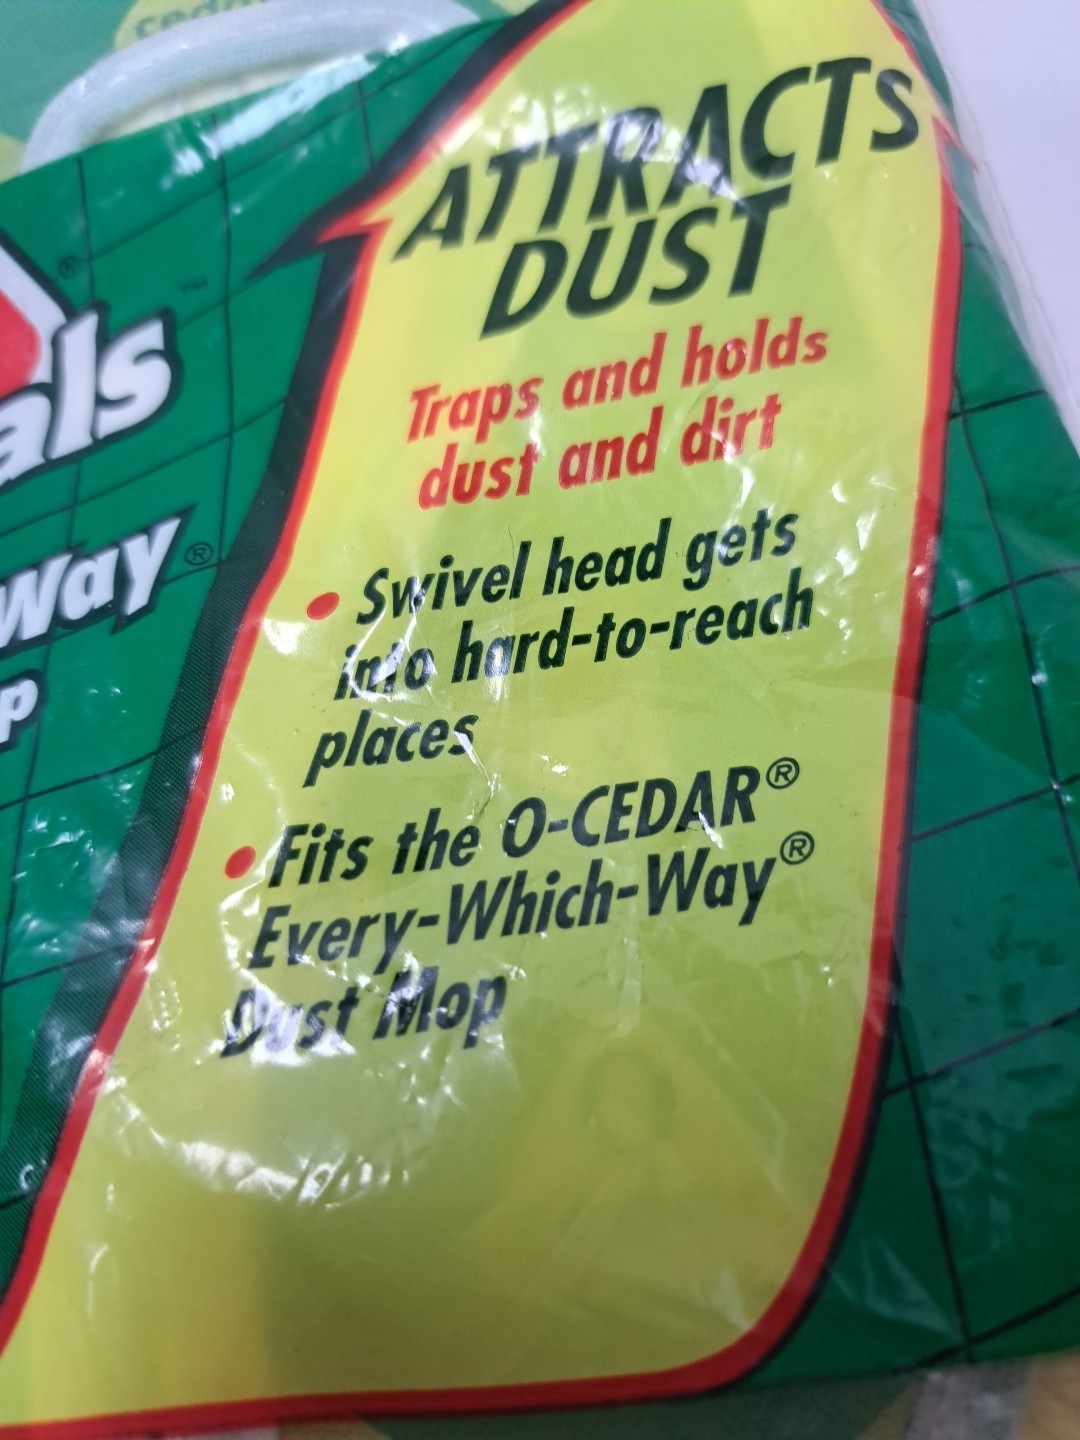 ATTRACTS
DUST
Traps and holds
dust and dirt
• Swivel head gets
into hard-to-reach
places
• Fits the O-CEDAR®
Every-Which-Way®
Dust Mop
®
™
als
Way®
p